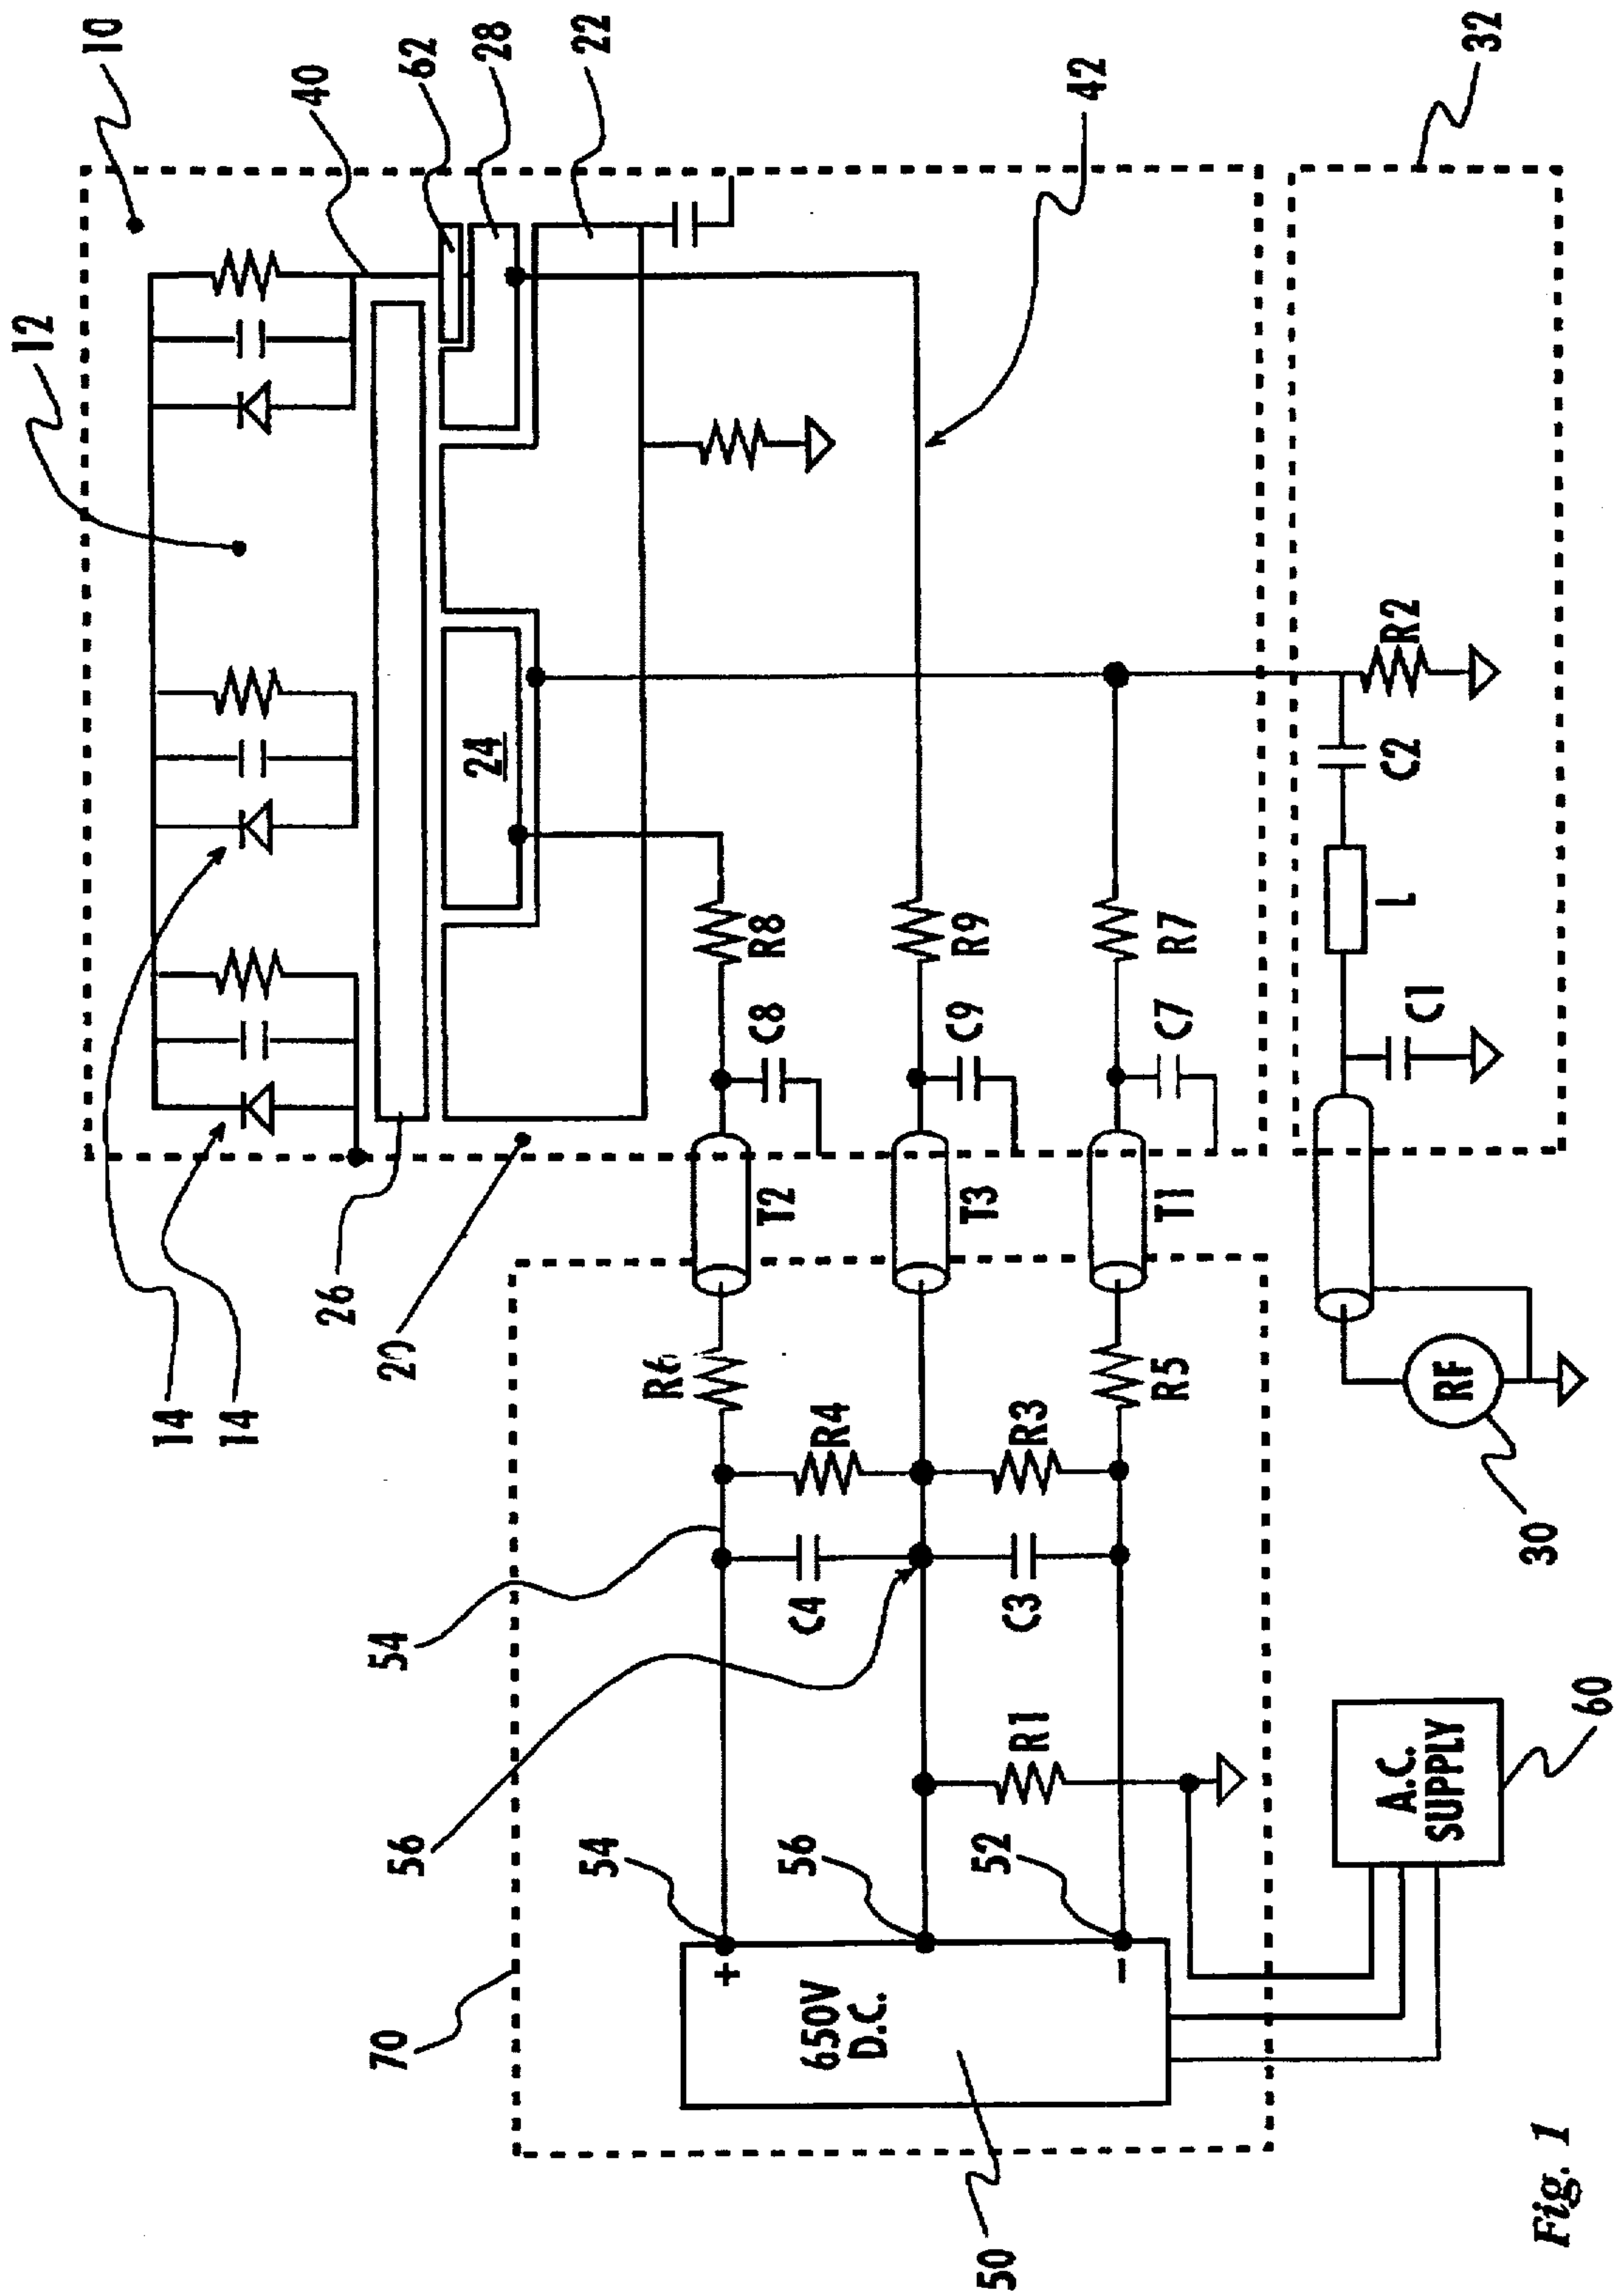 10
40
62
28
22
42
32
12
24
R8
C8
R9
C9
R7
C7
R2
C2
L
C1
T2
T3
T1
26
20
14
14
R6
R4
R3
R5
RF
30
54
C4
C3
56
R1
54
56
52
+
-
650V
D.C.
A.C.
SUPPLY
60
70
50
Fig. 1